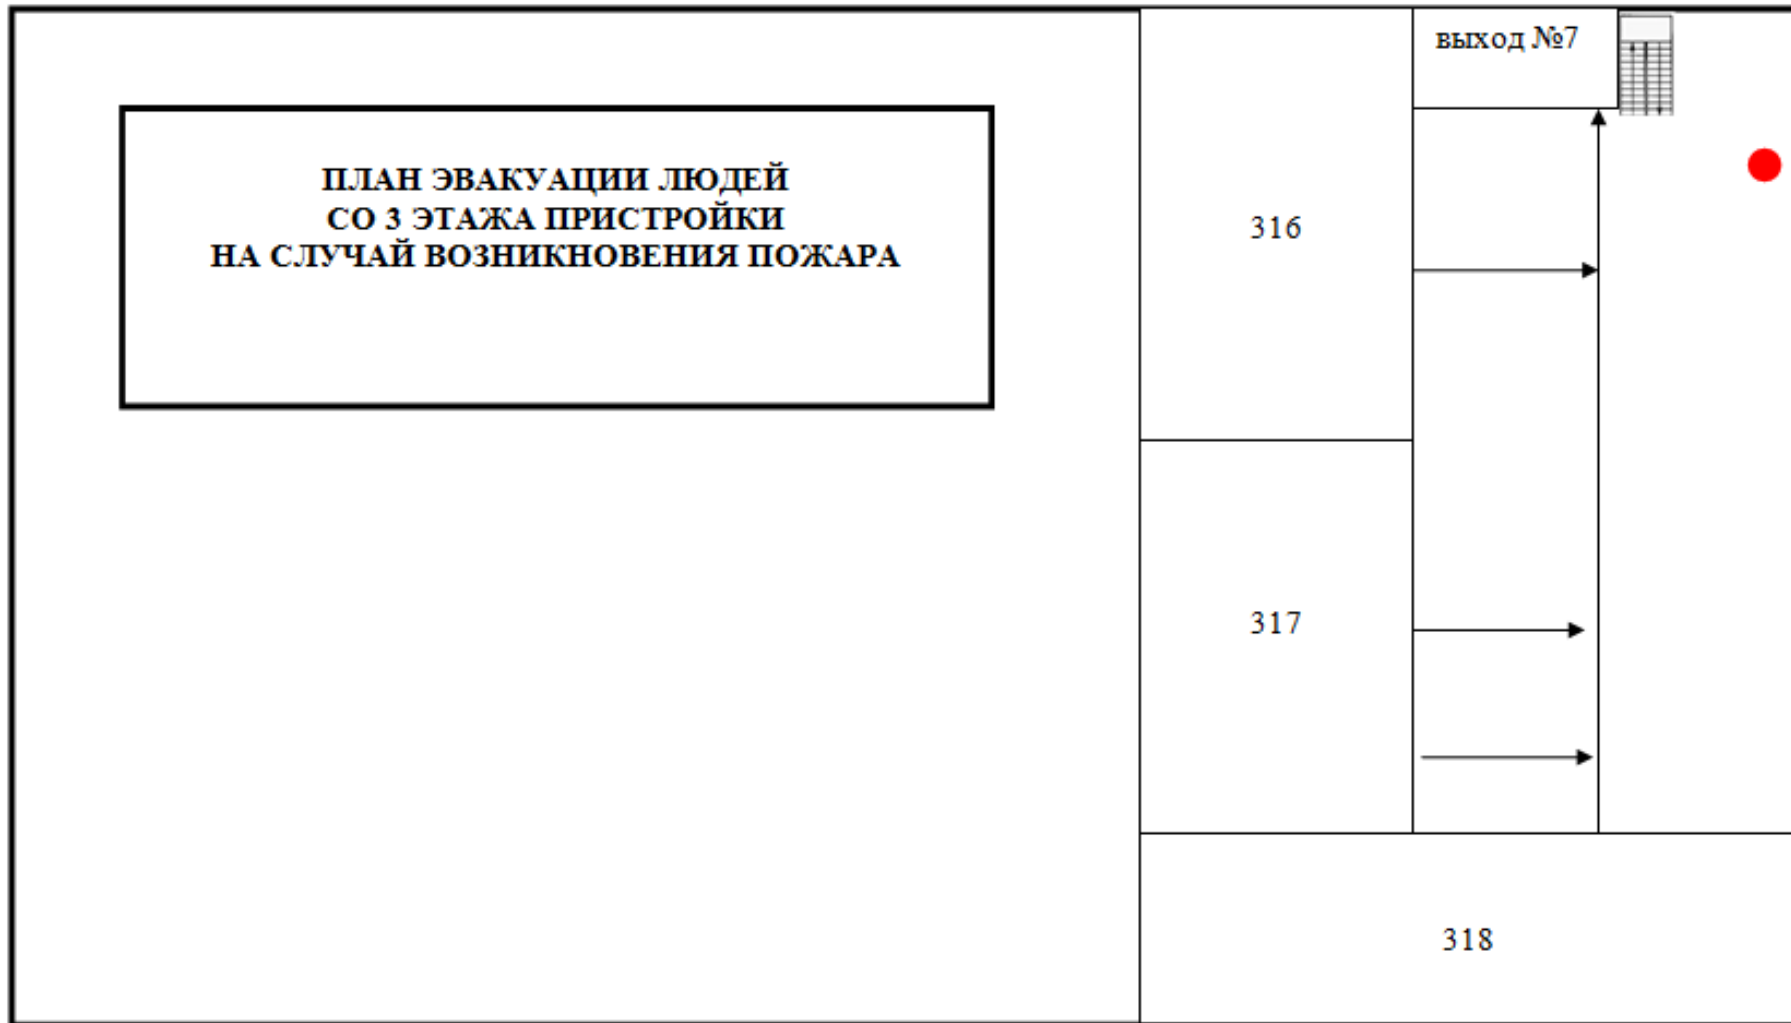 выход №7
ПЛАН ЭВАКУАЦИИ ЛЮДЕЙ
СО 3 ЭТАЖА ПРИСТРОЙКИ
НА СЛУЧАЙ ВОЗНИКНОВЕНИЯ ПОЖАРА
316
317
318